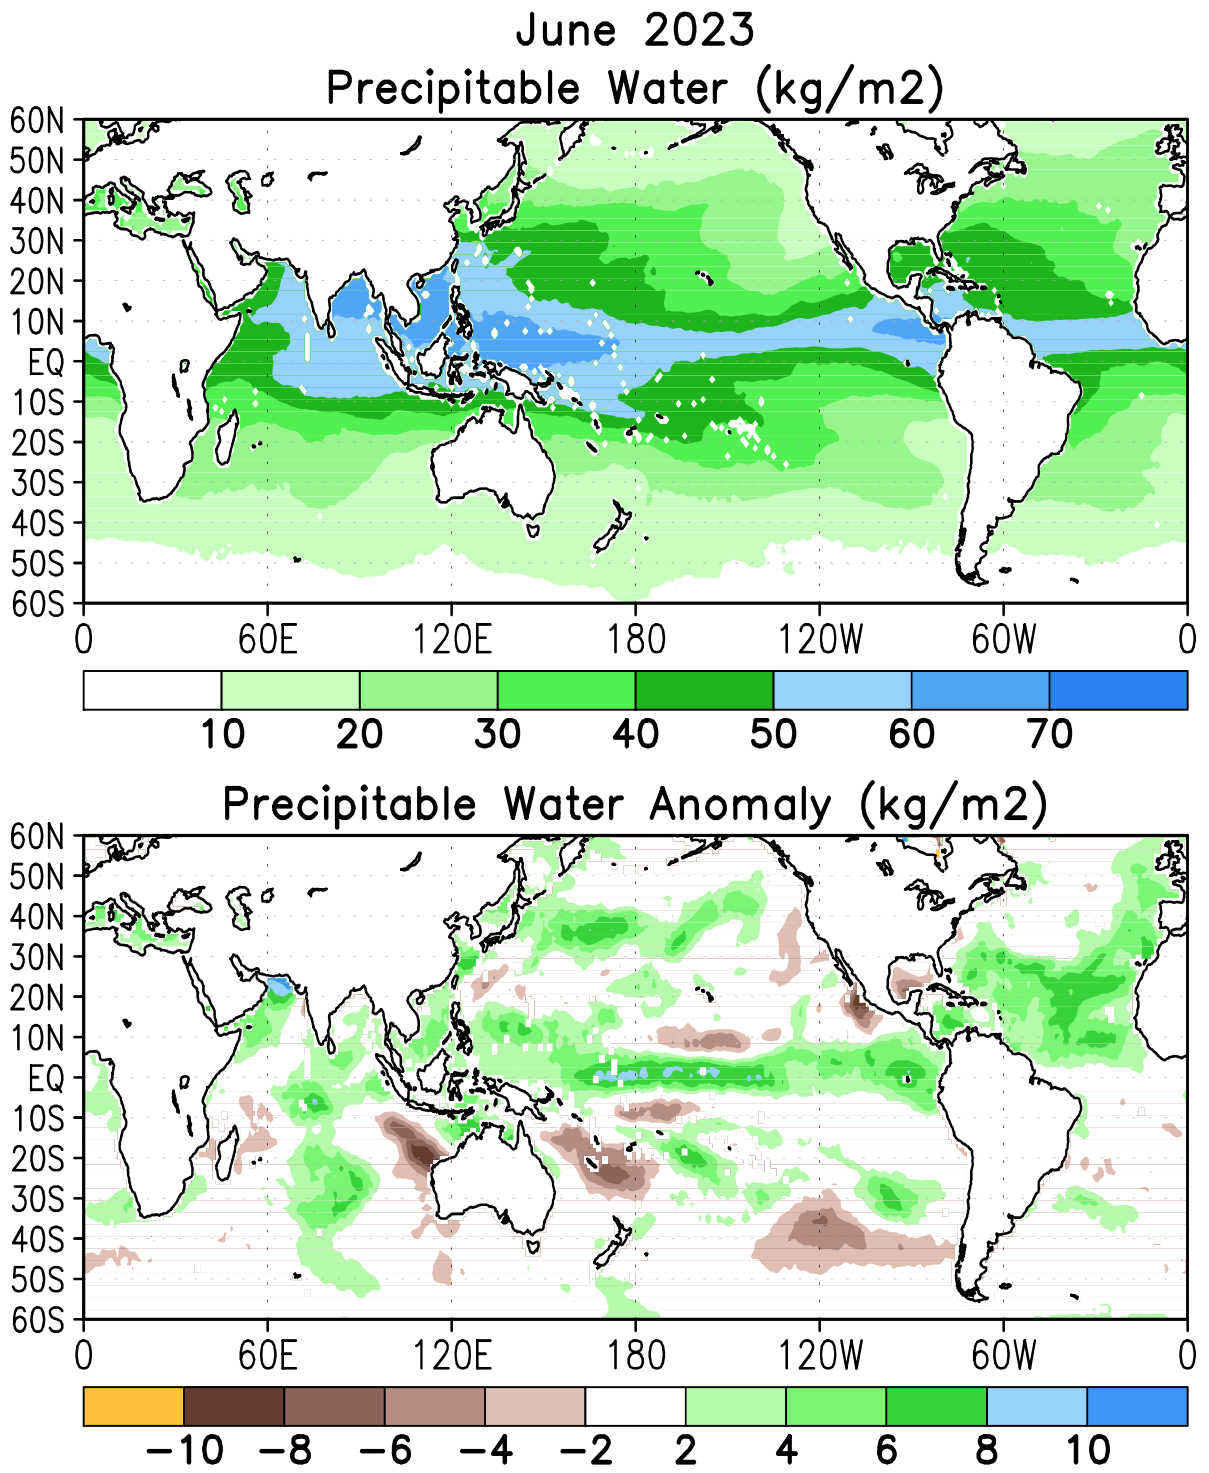 June 2023
Precipitable Water (kg/m2)
60N
50N
40N
30N
20N
10N
EQ
10S
20S
30S
40S
50S
60S
0 60E 120E 180 120W 60W 0
10 20 30 40 50 60 70
Precipitable Water Anomaly (kg/m2)
60N
50N
40N
30N
20N
10N
EQ
10S
20S
30S
40S
50S
60S
0 60E 120E 180 120W 60W 0
−10 −8 −6 −4 −2 2 4 6 8 10